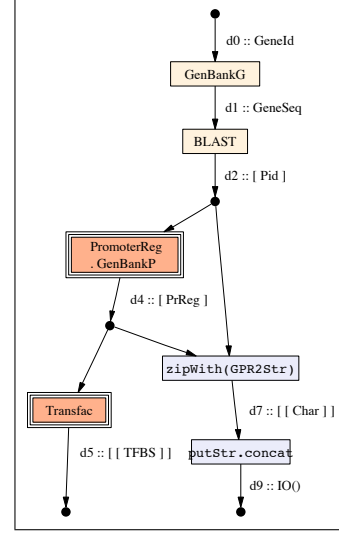 d0 :: GeneId
GenBankG
d1 :: GeneSeq
BLAST
d2 :: [ Pid ]
PromoterReg
. GenBankP
d4 :: [ PrReg ]
zipWith(GPR2Str)
Transfac
d7 :: [ [ Char ] ]
d5 :: [ [ TFBS ] ]
putStr.concat
d9 :: IO()